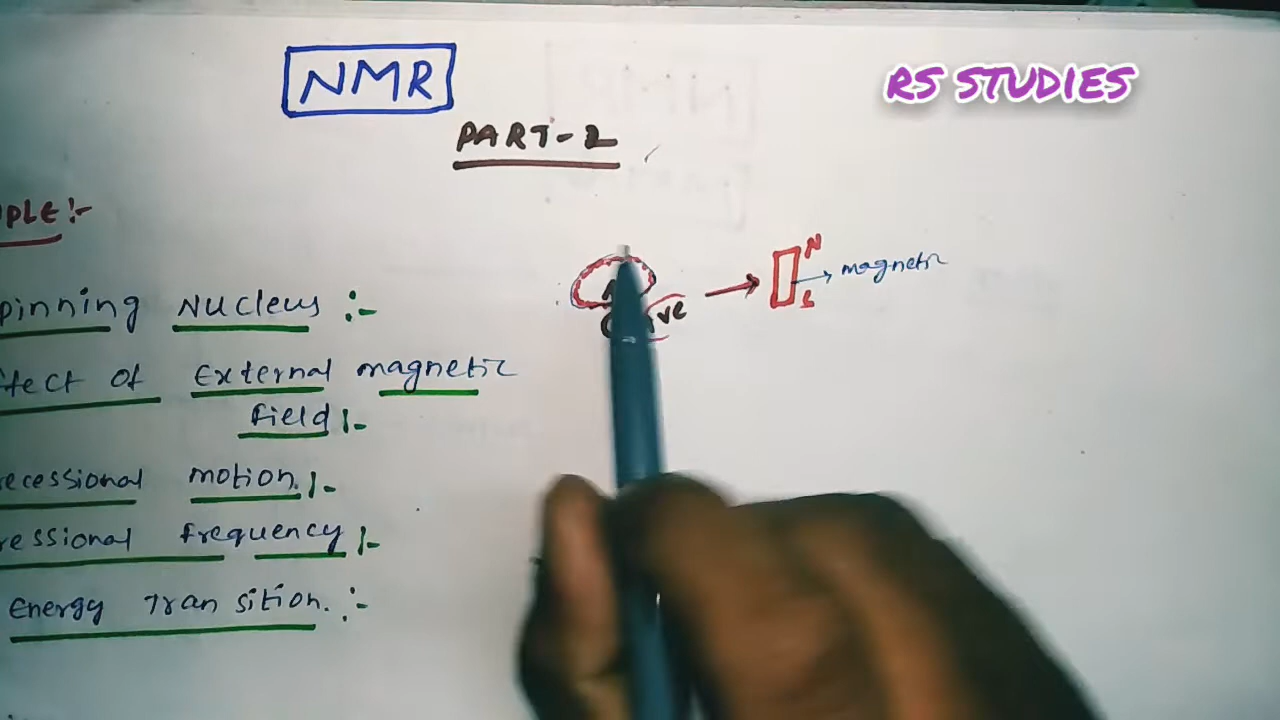 NMR
RS STUDIES
PART-2
PLE:-
pinning Nucleus :-
N
magnetic
S
ve
fect of External magnetic
field :-
ecessional motion :-
essional frequency :-
Energy Transition. :-